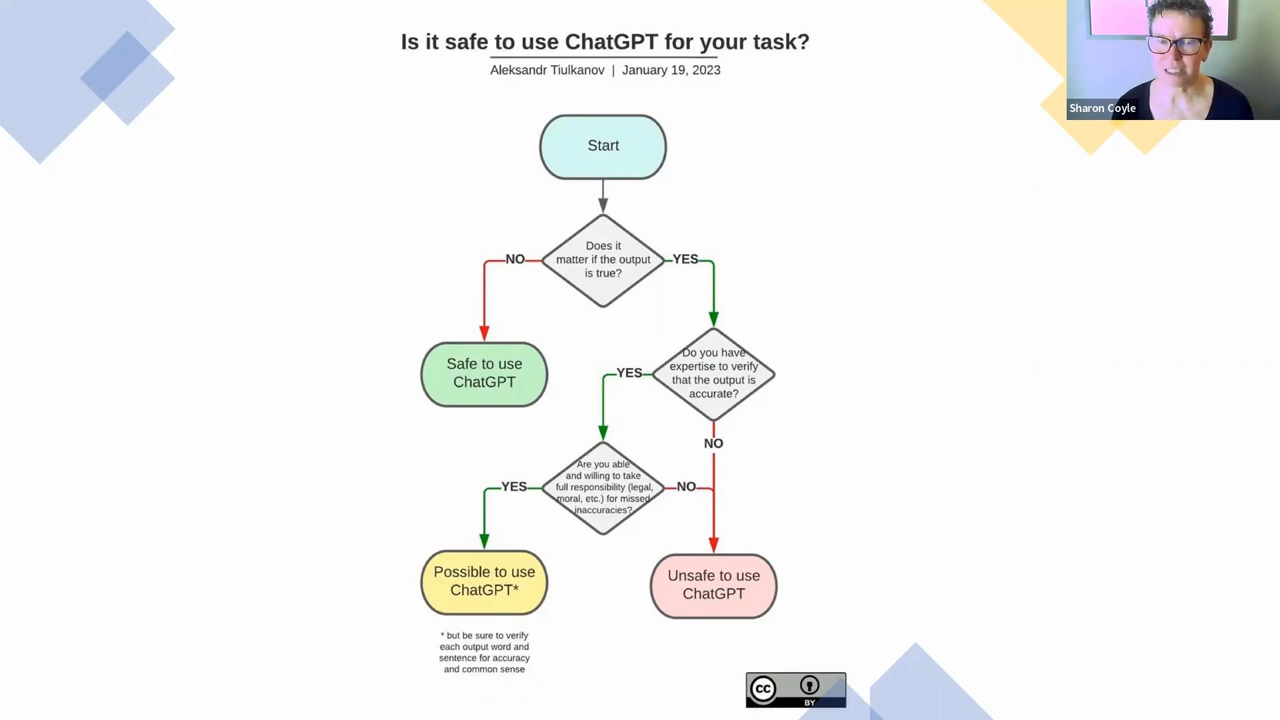 Is it safe to use ChatGPT for your task?
Aleksandr Tiulkanov | January 19, 2023
Sharon Coyle
Start
Does it
matter if the output
is true?
NO
YES
Safe to use
ChatGPT
Do you have
expertise to verify
that the output is
accurate?
YES
NO
Are you able
and willing to take
full responsibility (legal,
moral, etc.) for missed
inaccuracies?
YES
NO
Possible to use
ChatGPT*
Unsafe to use
ChatGPT
* but be sure to verify
each output word and
sentence for accuracy
and common sense
cc
BY